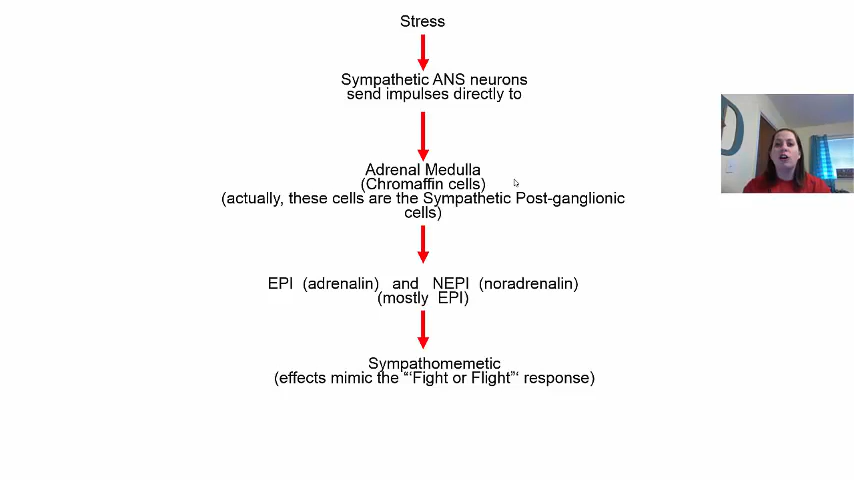 Stress
Sympathetic ANS neurons
send impulses directly to
Adrenal Medulla
(Chromaffin cells)
(actually, these cells are the Sympathetic Post-ganglionic
cells)
EPI (adrenalin) and NEPI (noradrenalin)
(mostly EPI)
Sympathomemetic
(effects mimic the “‘Fight or Flight”‘ response)
D